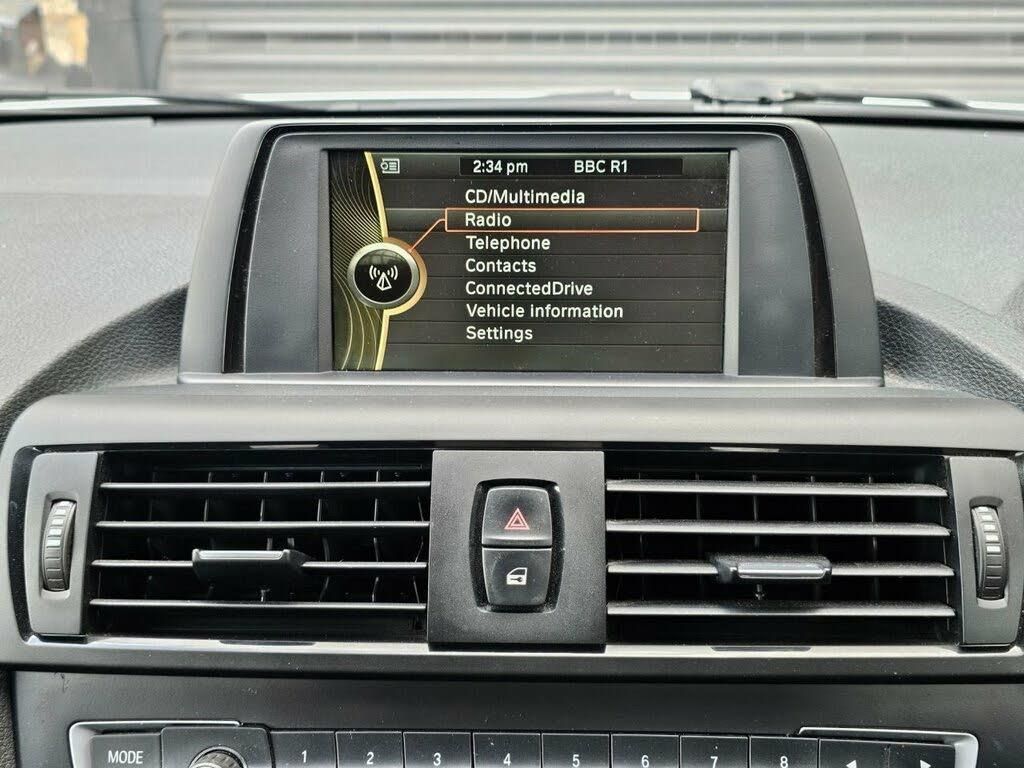 2:34 pm BBC R1
CD/Multimedia
Radio
Telephone
Contacts
ConnectedDrive
Vehicle information
Settings
MODE 1 2 3 4 5 6 7 8